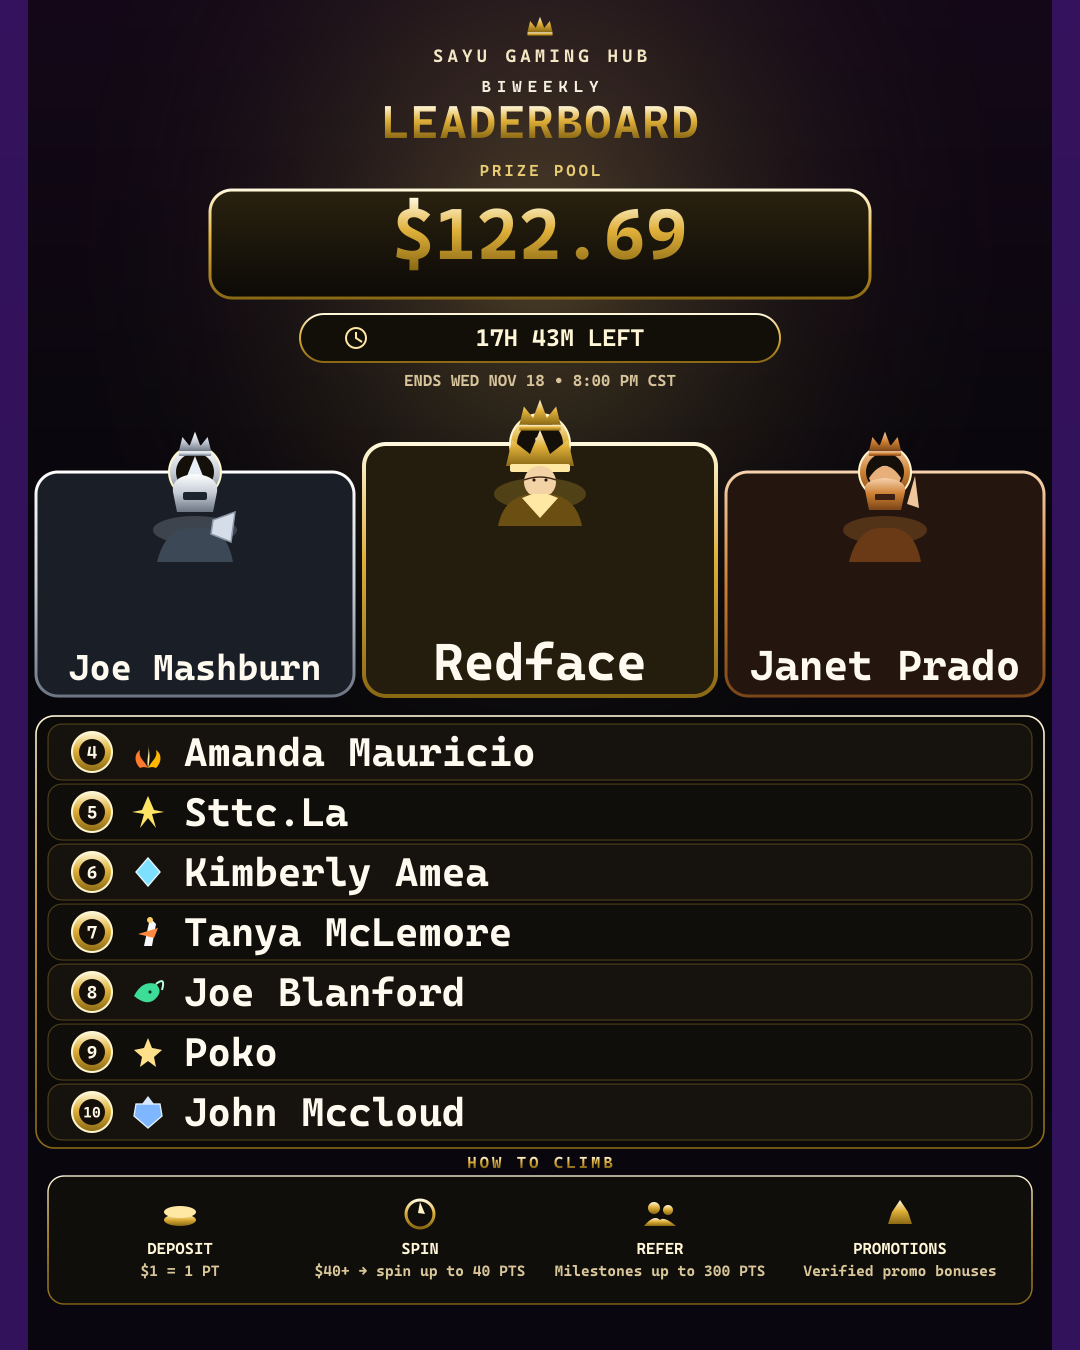 SAYU GAMING HUB
BIWEEKLY
LEADERBOARD
PRIZE POOL
$122.69
17H 43M LEFT
ENDS WED NOV 18 • 8:00 PM CST
Joe Mashburn
Redface
Janet Prado
4 Amanda Mauricio
5 Sttc.La
6 Kimberly Amea
7 Tanya McLemore
8 Joe Blanford
9 Poko
10 John Mccloud
HOW TO CLIMB
DEPOSIT
$1 = 1 PT
SPIN
$40+ → spin up to 40 PTS
REFER
Milestones up to 300 PTS
PROMOTIONS
Verified promo bonuses